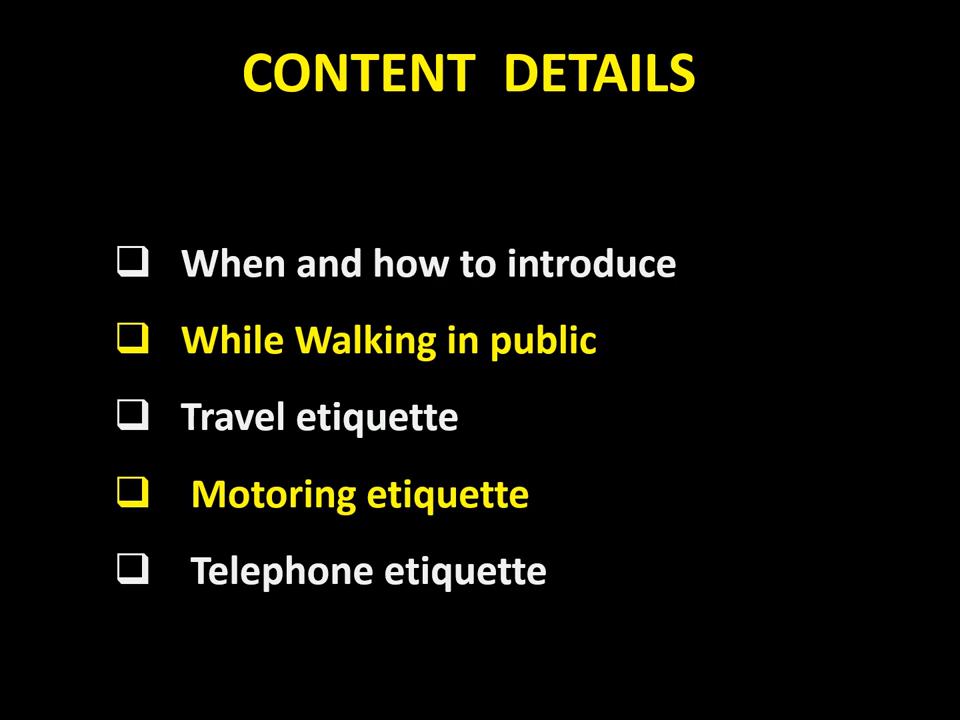 CONTENT DETAILS
❑ When and how to introduce
❑ While Walking in public
❑ Travel etiquette
❑ Motoring etiquette
❑ Telephone etiquette